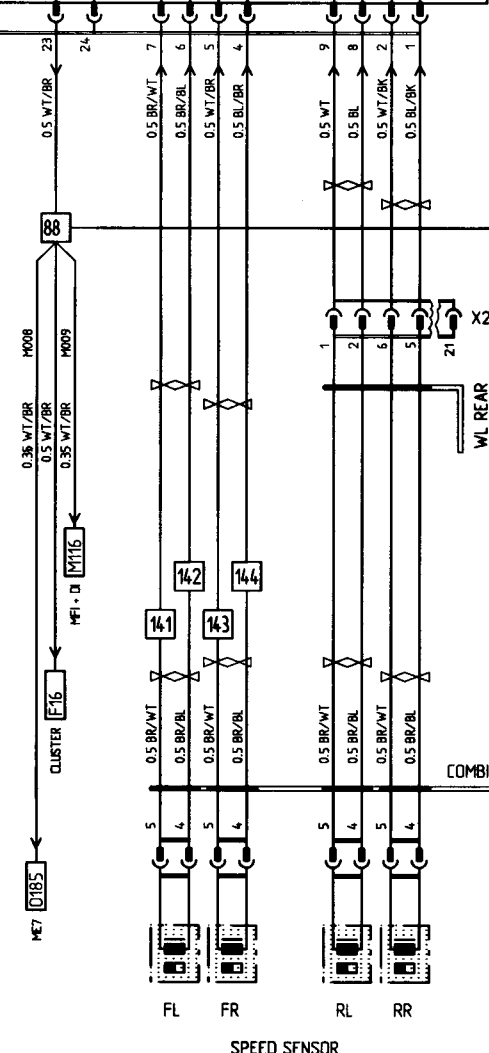 23 24 7 6 5 4 9 8 2 1
0.5 WT/BR
0.5 BR/WT
0.5 BR/BL
0.5 WT/BR
0.5 BL/BR
0.5 WT
0.5 BL
0.5 WT/BK
0.5 BL/BK
88
X2
1 2 6 5 21
M008
M009
0.36 WT/BR
0.5 WT/BR
0.35 WT/BR
WL REAR
M116
MFI + DI
142
144
141
143
F16
CLUSTER
0.5 BR/WT
0.5 BR/BL
0.5 BR/WT
0.5 BR/BL
0.5 BR/WT
0.5 BR/BL
0.5 BR/WT
0.5 BR/BL
COMBI
5 4 5 4 5 4 5 4
D185
ME7
FL FR RL RR
SPEED SENSOR